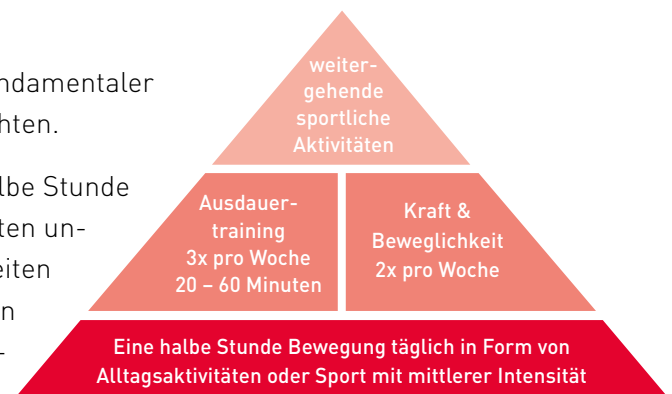 ndamentaler
hten.
lbe Stunde
ten un-
eiten
n
-
weiter-
gehende
sportliche
Aktivitäten
Ausdauer-
training
3x pro Woche
20 – 60 Minuten
Kraft &
Beweglichkeit
2x pro Woche
Eine halbe Stunde Bewegung täglich in Form von
Alltagsaktivitäten oder Sport mit mittlerer Intensität